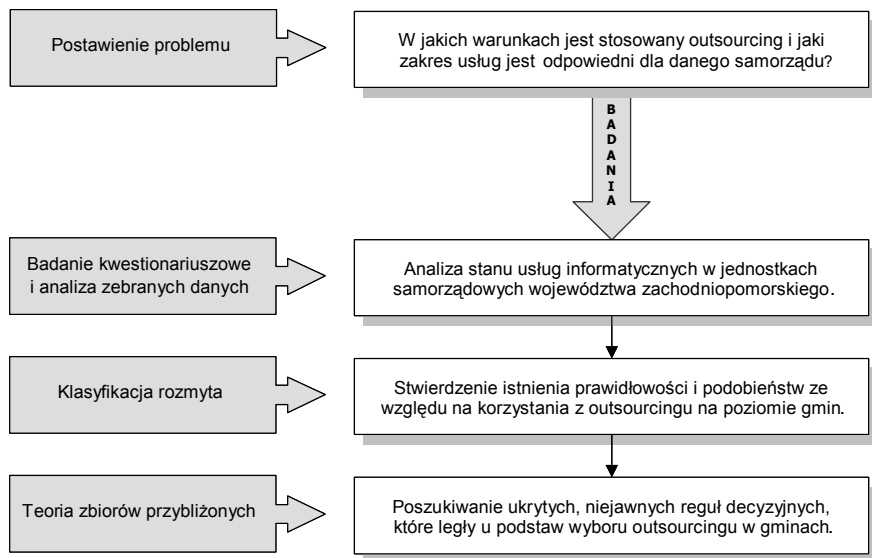 Postawienie problemu
W jakich warunkach jest stosowany outsourcing i jaki
zakres usług jest odpowiedni dla danego samorządu?
BADANIA
Badanie kwestionariuszowe
i analiza zebranych danych
Analiza stanu usług informatycznych w jednostkach
samorządowych województwa zachodniopomorskiego.
Klasyfikacja rozmyta
Stwierdzenie istnienia prawidłowości i podobieństw ze
względu na korzystania z outsourcingu na poziomie gmin.
Teoria zbiorów przybliżonych
Poszukiwanie ukrytych, niejawnych reguł decyzyjnych,
które legły u podstaw wyboru outsourcingu w gminach.